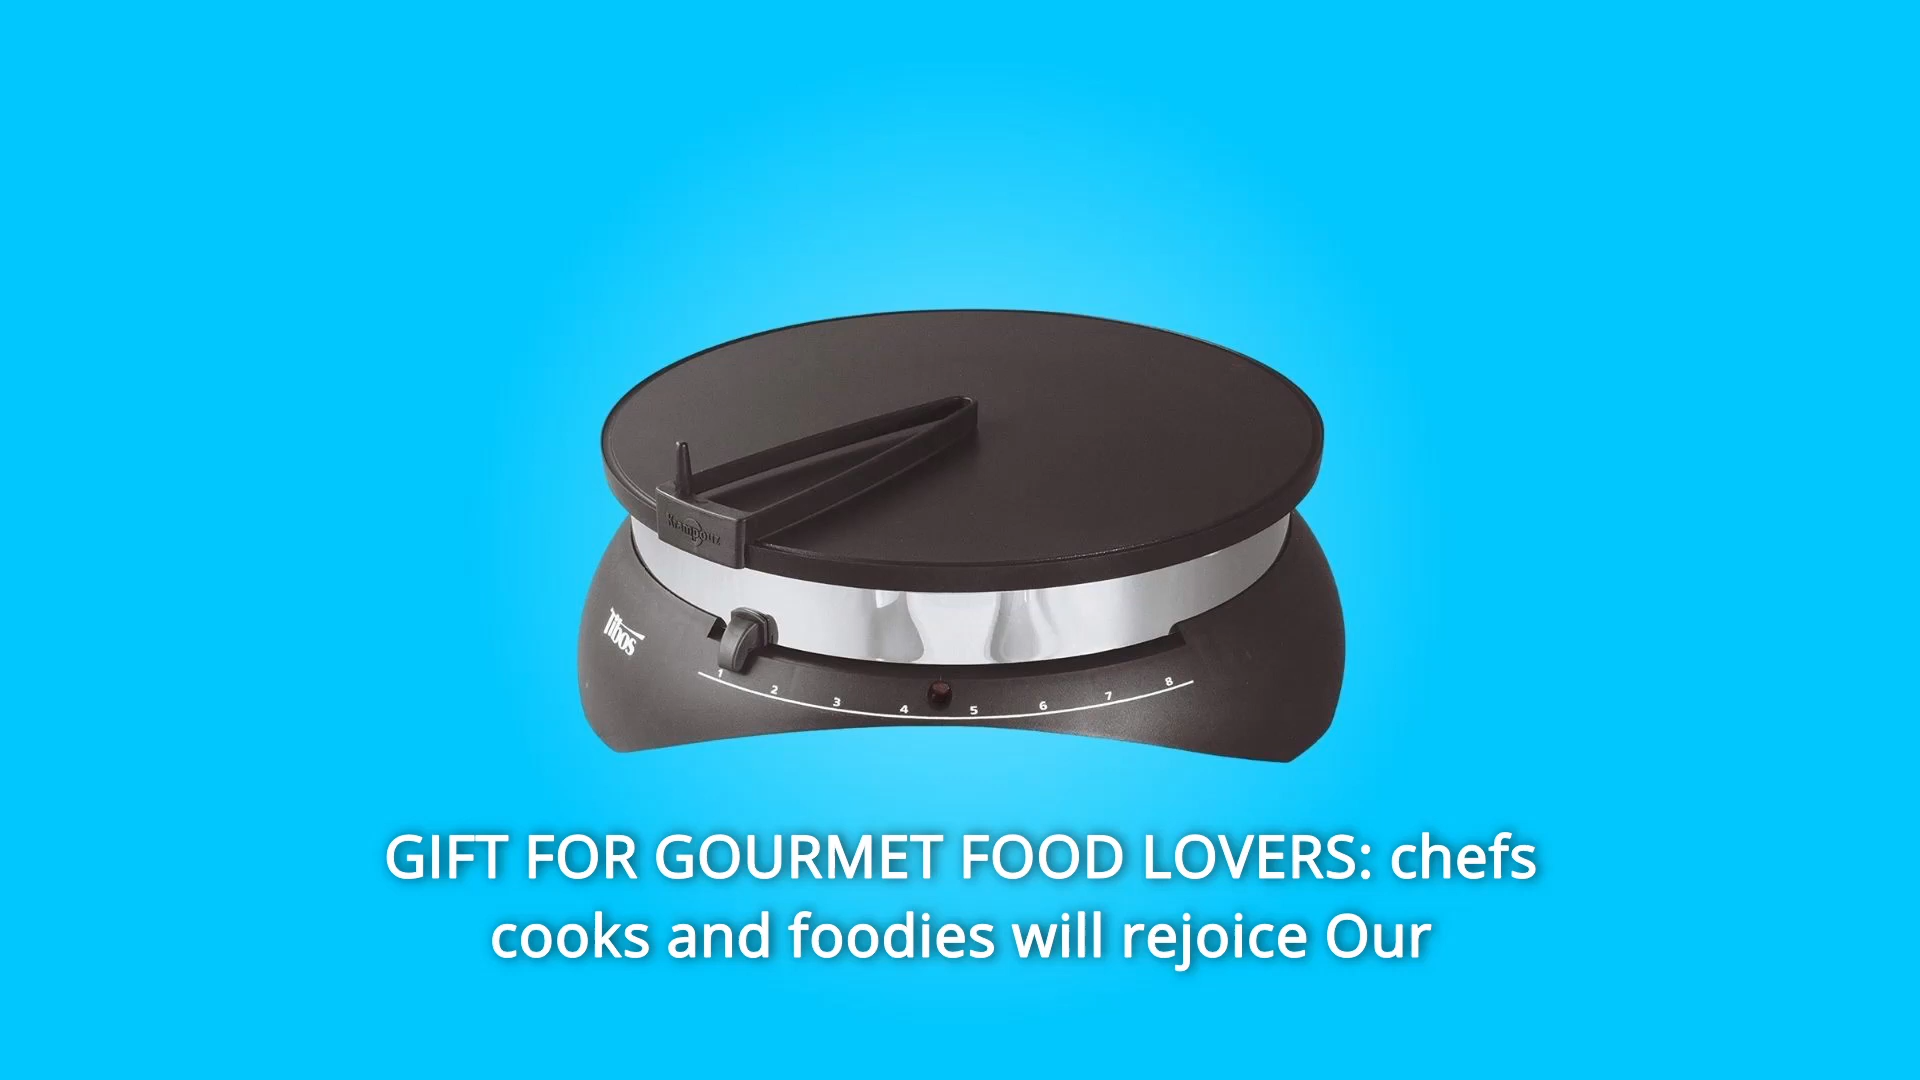 Krampouz
Tibos
1 2 3 4 5 6 7 8
GIFT FOR GOURMET FOOD LOVERS: chefs
cooks and foodies will rejoice Our